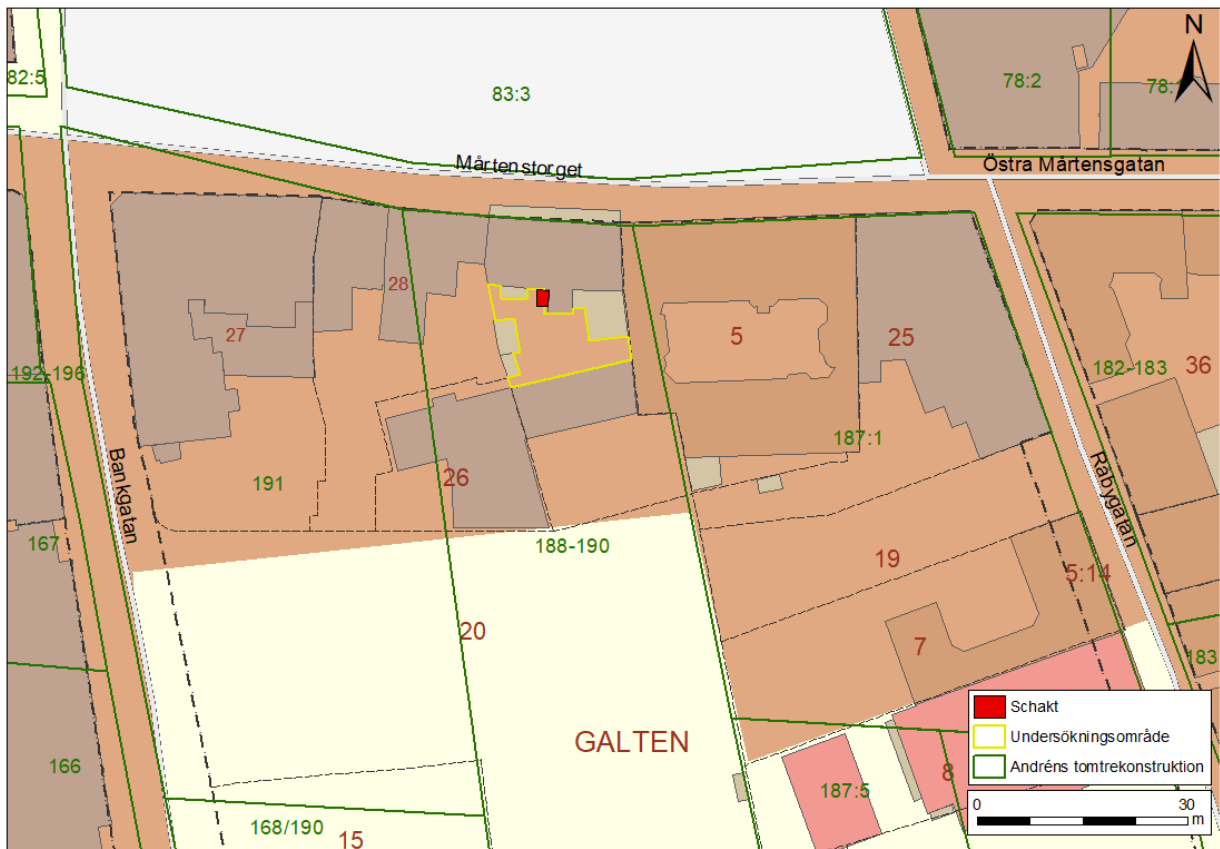 N
82:5
83:3
78:2
78:
Mårtenstorget
Östra Mårtensgatan
28
27
5
25
192-196
182-183
36
187:1
Bankgatan
191
26
Råbygatan
167
188-190
19
5:14
20
7
183
GALTEN
166
8
187:5
168/190
15
Schakt
Undersökningsområde
Andréns tomtrekonstruktion
0 30
m